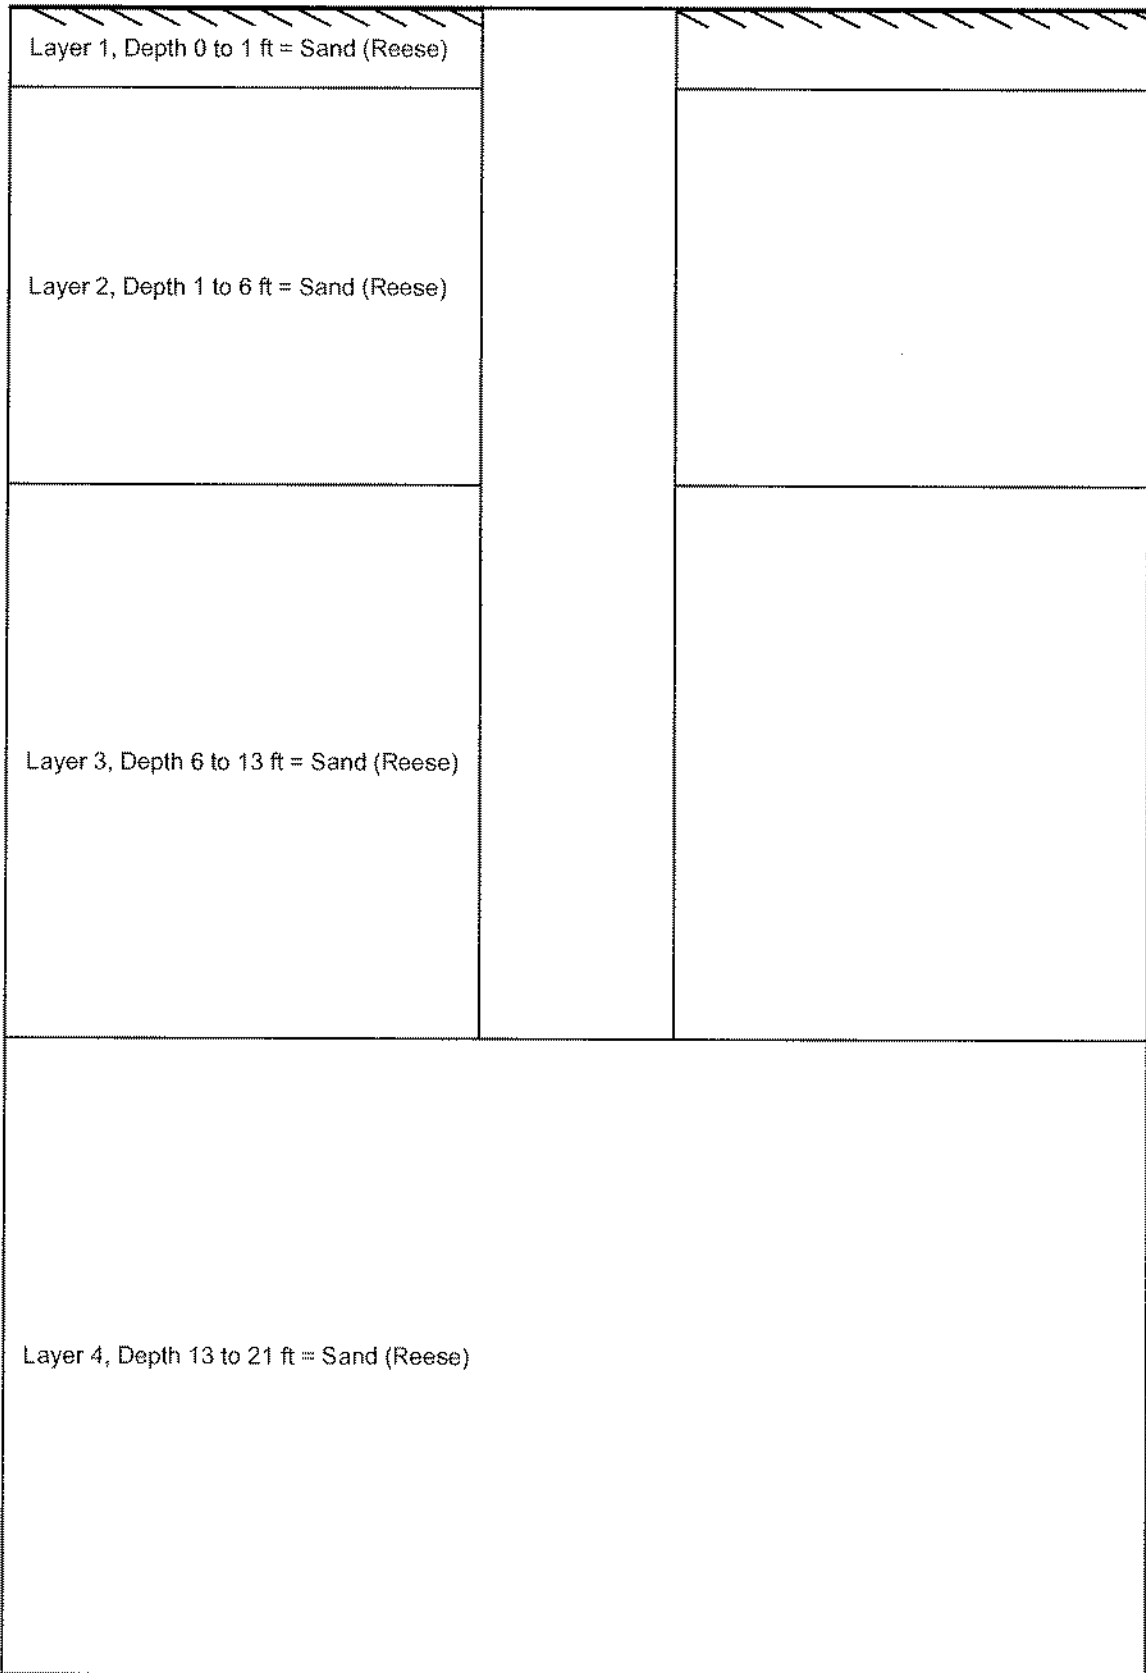 Layer 1, Depth 0 to 1 ft = Sand (Reese)
Layer 2, Depth 1 to 6 ft = Sand (Reese)
Layer 3, Depth 6 to 13 ft = Sand (Reese)
Layer 4, Depth 13 to 21 ft = Sand (Reese)